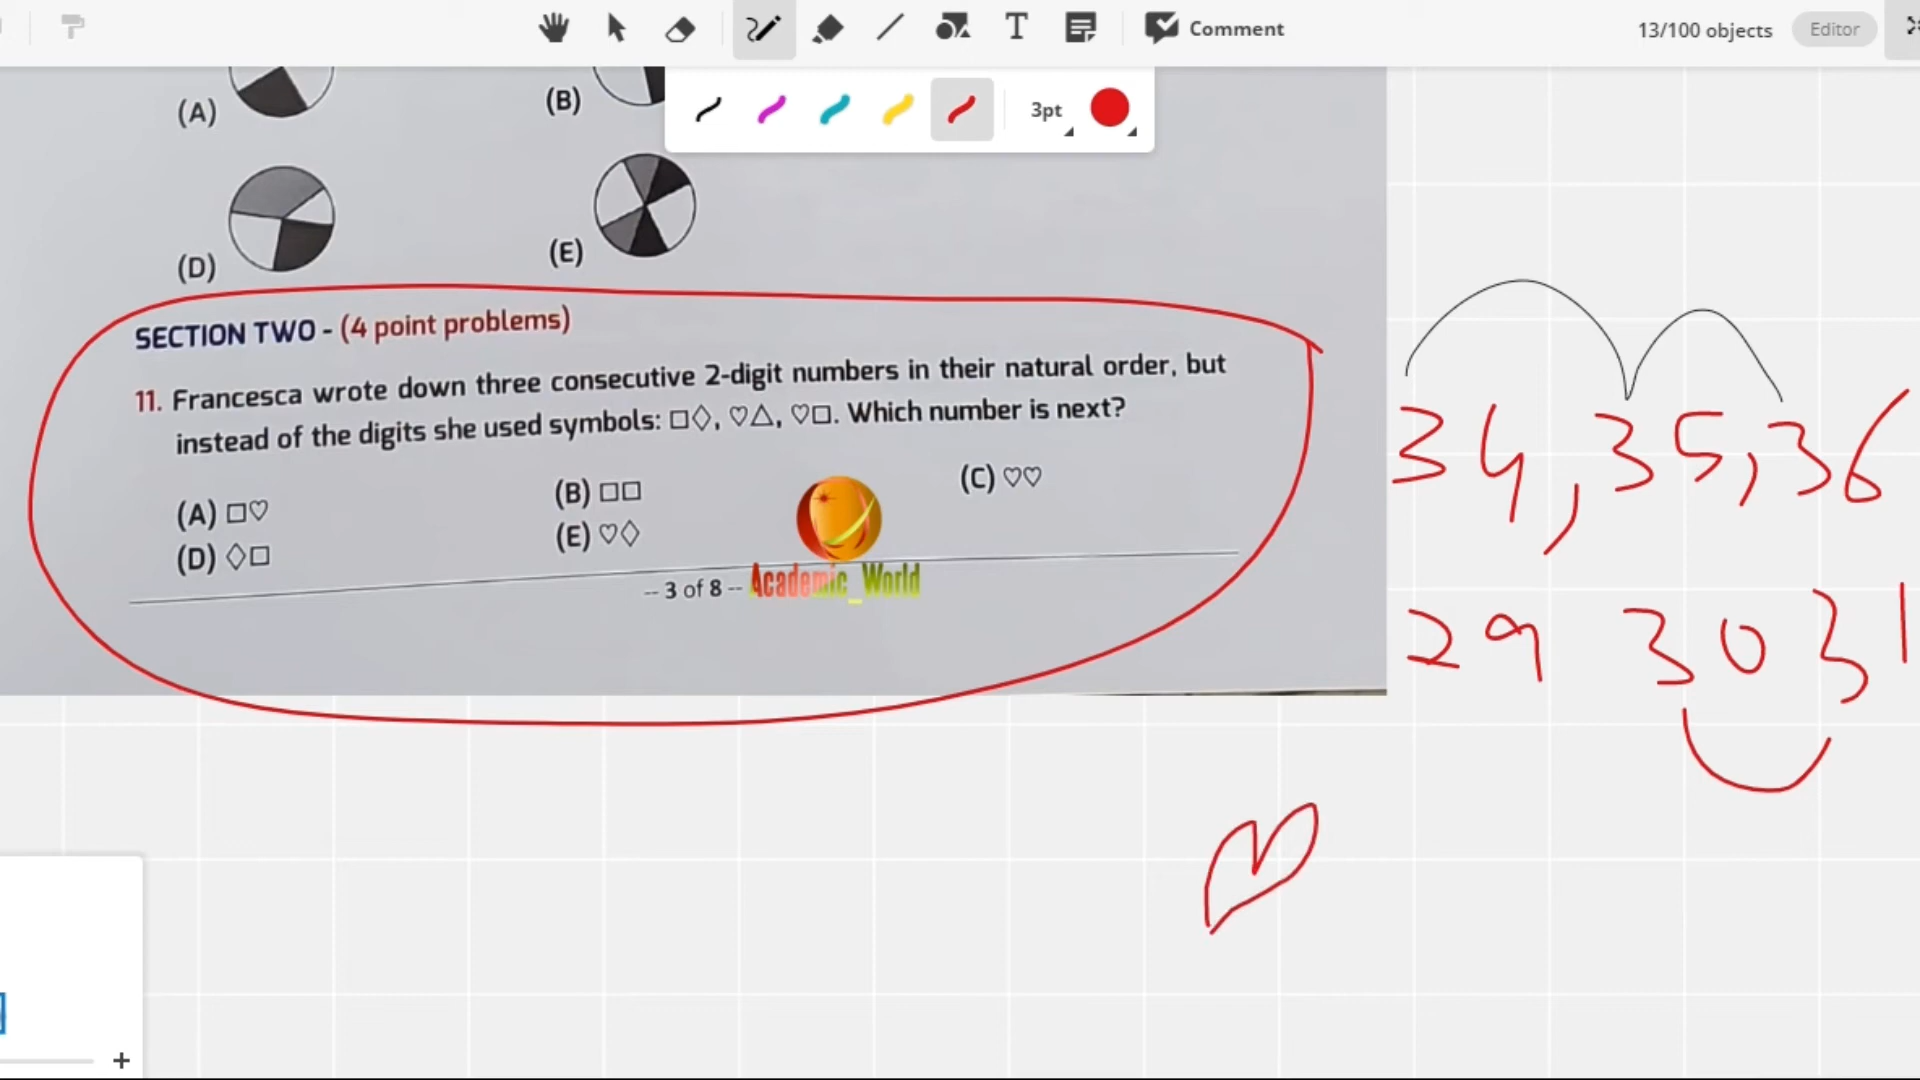 T
Comment
13/100 objects
Editor
3pt
(A)
(B)
(D)
(E)
SECTION TWO - (4 point problems)
11. Francesca wrote down three consecutive 2-digit numbers in their natural order, but
instead of the digits she used symbols: □◇, ♡△, ♡□. Which number is next?
(A) □♡
(B) □□
(C) ♡♡
(D) ◇□
(E) ♡◇
-- 3 of 8 --
Academic_World
34, 35, 36
29 30 31